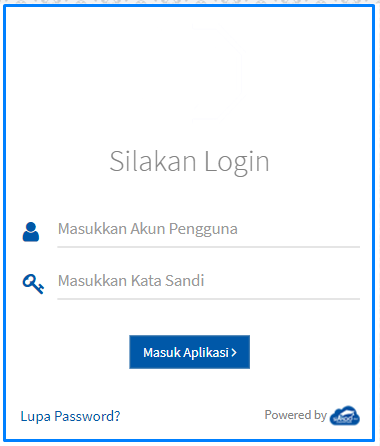 Silakan Login
Masukkan Akun Pengguna
Masukkan Kata Sandi
Masuk Aplikasi >
Lupa Password?
Powered by